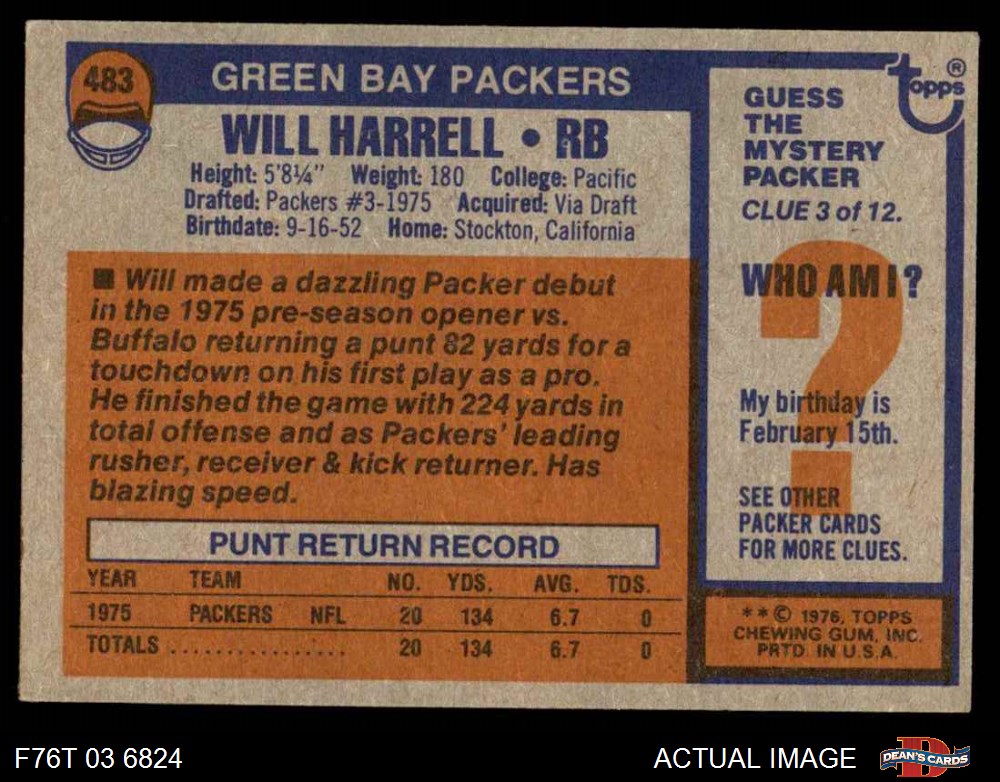 483
GREEN BAY PACKERS
WILL HARRELL • RB
Height: 5'8¼" Weight: 180 College: Pacific
Drafted: Packers #3-1975 Acquired: Via Draft
Birthdate: 9-16-52 Home: Stockton, California
■ Will made a dazzling Packer debut
in the 1975 pre-season opener vs.
Buffalo returning a punt 82 yards for a
touchdown on his first play as a pro.
He finished the game with 224 yards in
total offense and as Packers' leading
rusher, receiver & kick returner. Has
blazing speed.
PUNT RETURN RECORD
YEAR TEAM NO. YDS. AVG. TDS.
1975 PACKERS NFL 20 134 6.7 0
TOTALS ................ 20 134 6.7 0
topps®
GUESS
THE
MYSTERY
PACKER
CLUE 3 of 12.
WHO AM I?
?
My birthday is
February 15th.
SEE OTHER
PACKER CARDS
FOR MORE CLUES.
**© 1976, TOPPS
CHEWING GUM, INC.
PRTD. IN U.S.A.
F76T 03 6824
ACTUAL IMAGE
D
DEAN'S CARDS